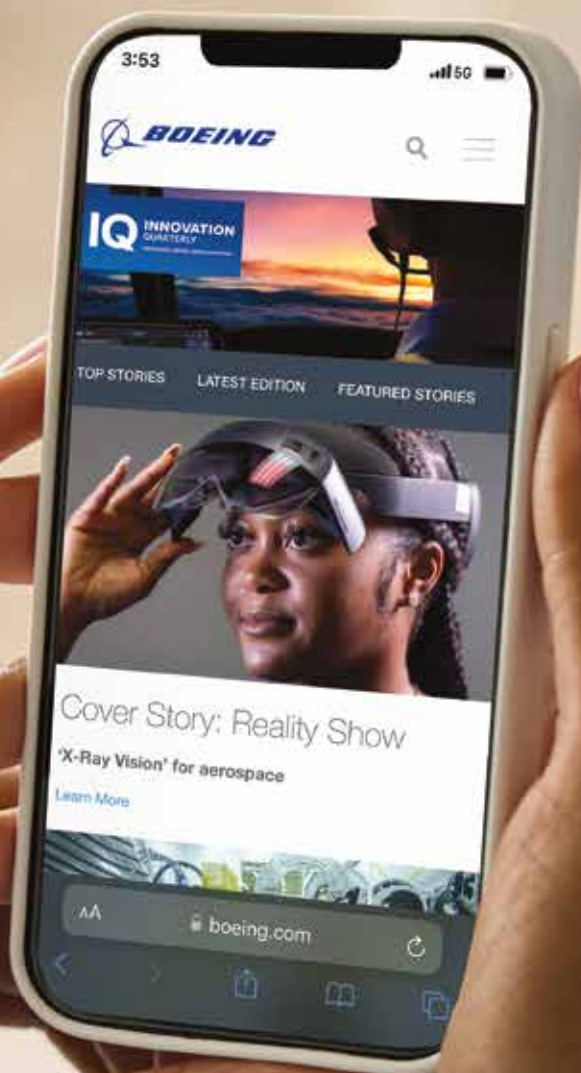 3:53
5G
BOEING
IQ INNOVATION
QUARTERLY
TOP STORIES LATEST EDITION FEATURED STORIES
Cover Story: Reality Show
‘X-Ray Vision’ for aerospace
Learn More
AA
boeing.com